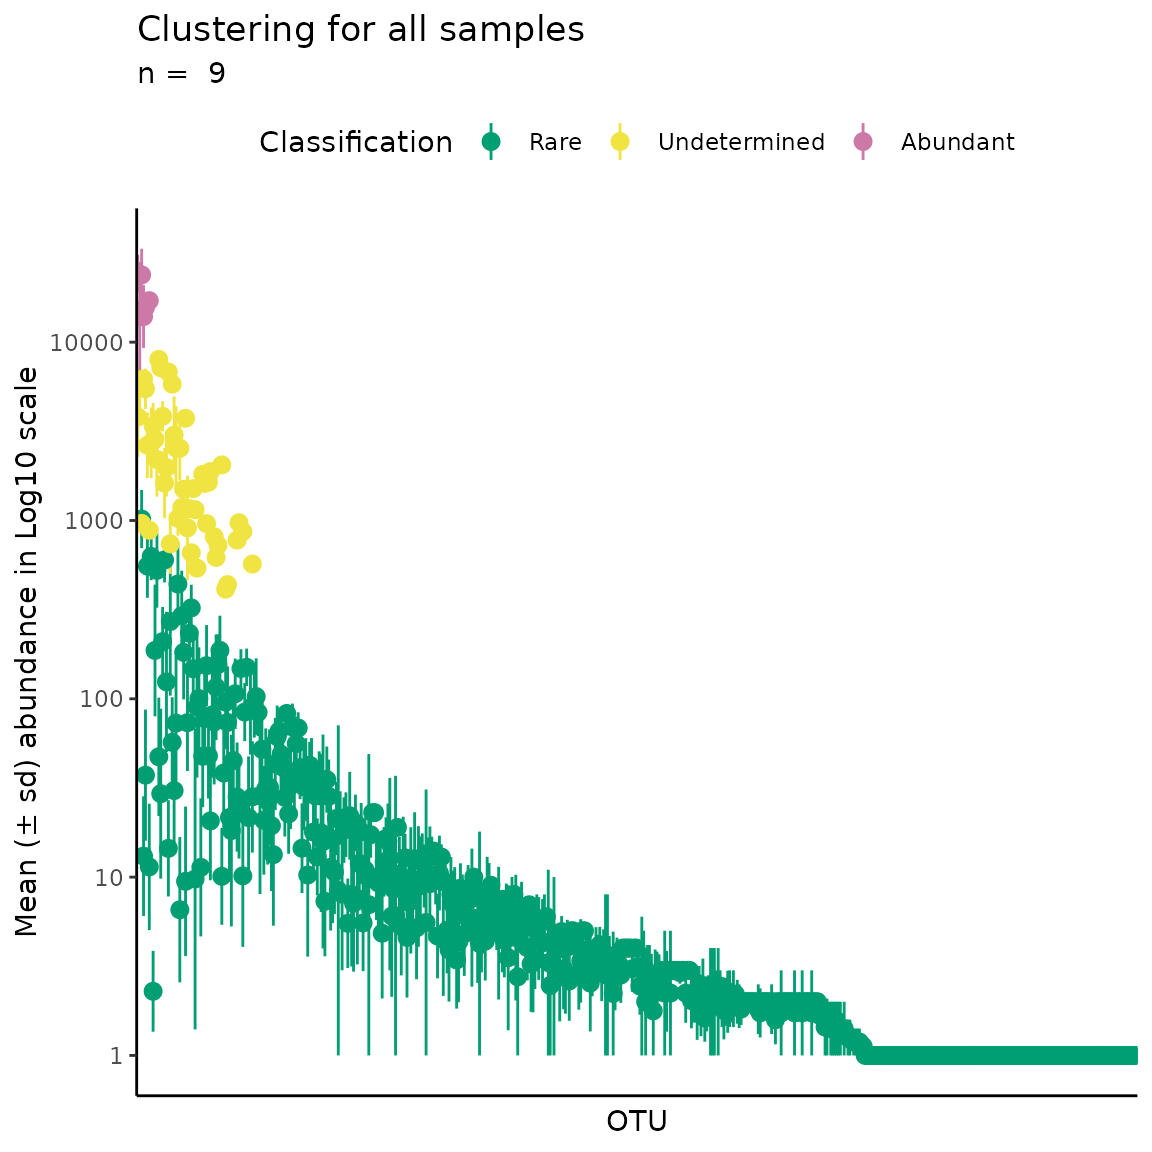 Clustering for all samples
n = 9
Classification Rare Undetermined Abundant
Mean (± sd) abundance in Log10 scale
10000
1000
100
10
1
OTU